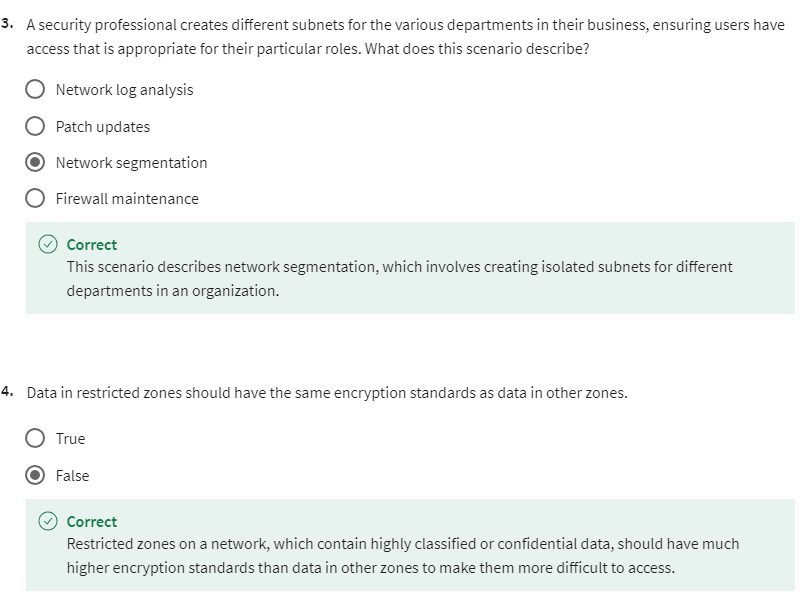 3. A security professional creates different subnets for the various departments in their business, ensuring users have
access that is appropriate for their particular roles. What does this scenario describe?
Network log analysis
Patch updates
Network segmentation
Firewall maintenance
Correct
This scenario describes network segmentation, which involves creating isolated subnets for different
departments in an organization.
4. Data in restricted zones should have the same encryption standards as data in other zones.
True
False
Correct
Restricted zones on a network, which contain highly classified or confidential data, should have much
higher encryption standards than data in other zones to make them more difficult to access.